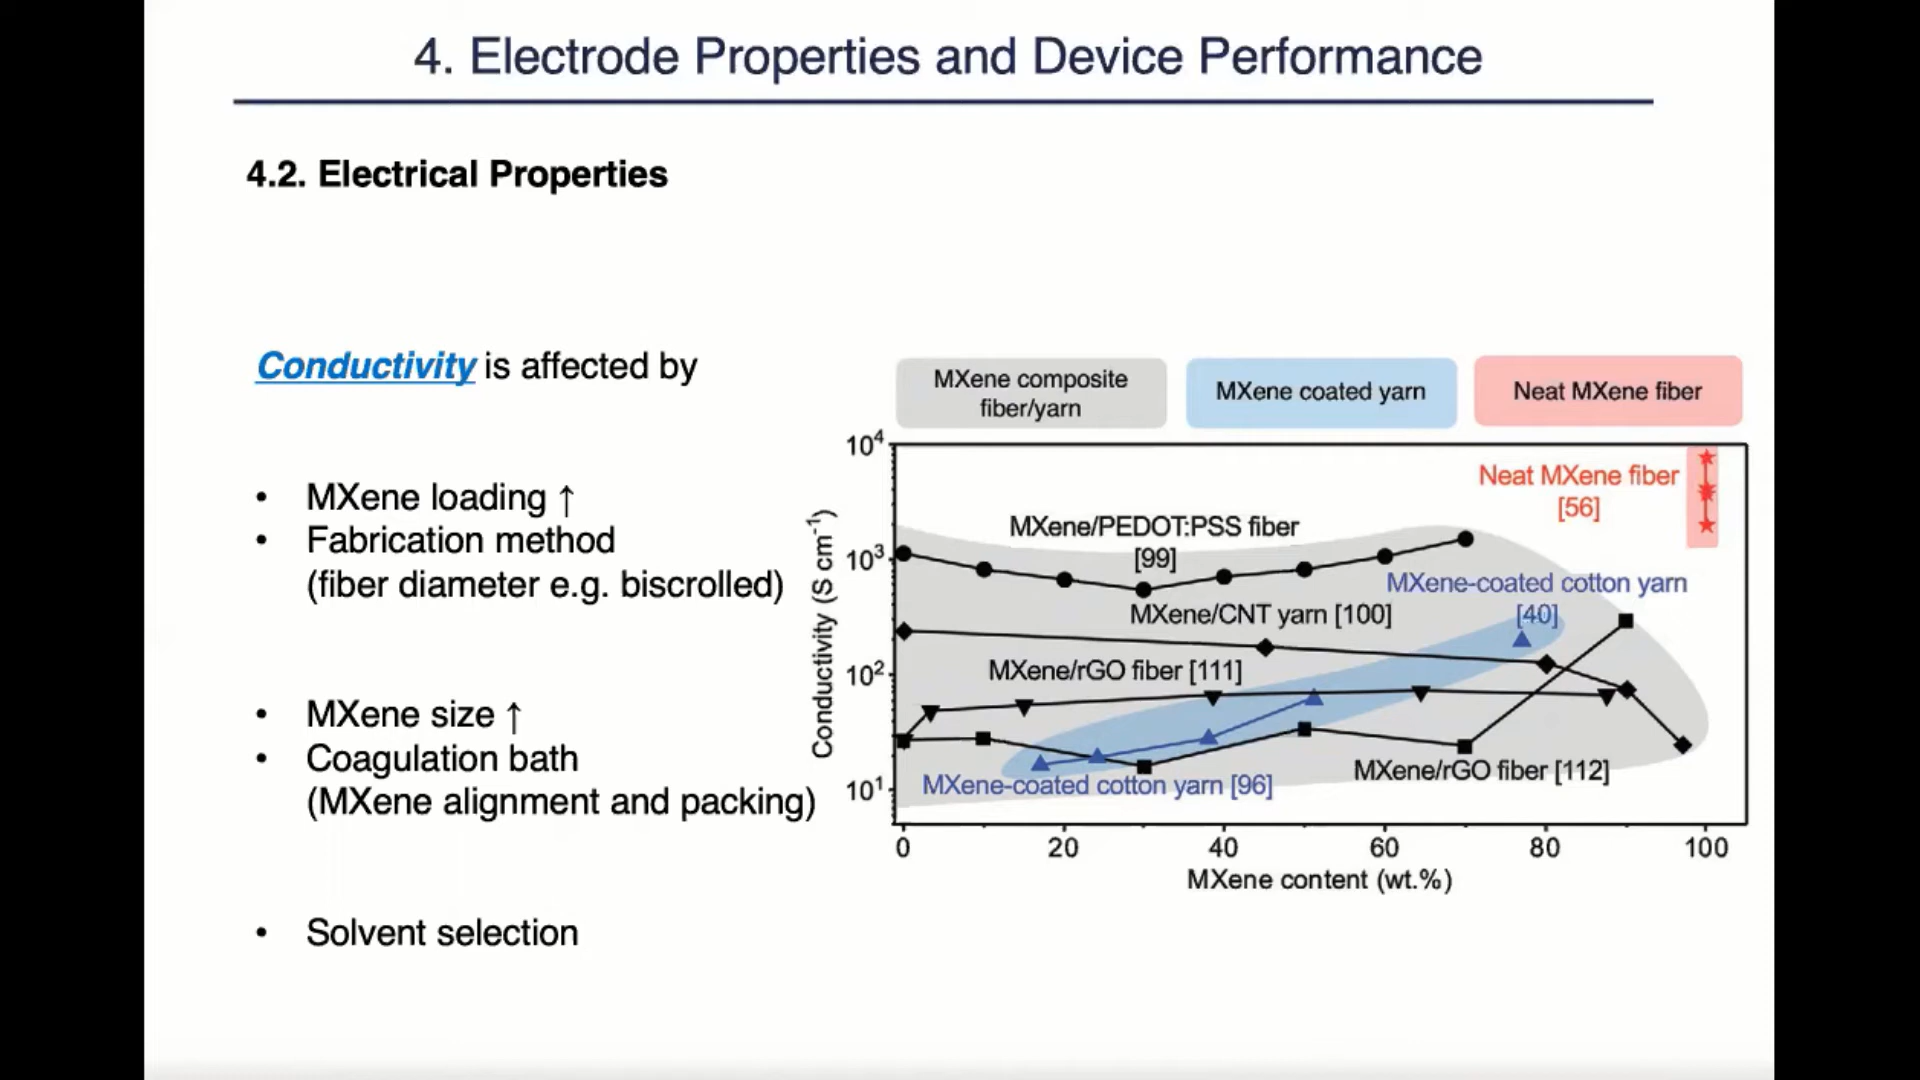 4. Electrode Properties and Device Performance
4.2. Electrical Properties
Conductivity is affected by
• MXene loading ↑
• Fabrication method
(fiber diameter e.g. biscrolled)
• MXene size ↑
• Coagulation bath
(MXene alignment and packing)
• Solvent selection
MXene composite
fiber/yarn
MXene coated yarn
Neat MXene fiber
10⁴
10³
10²
10¹
Conductivity (S cm⁻¹)
Neat MXene fiber
[56]
MXene/PEDOT:PSS fiber
[99]
MXene-coated cotton yarn
[40]
MXene/CNT yarn [100]
MXene/rGO fiber [111]
MXene/rGO fiber [112]
MXene-coated cotton yarn [96]
0 20 40 60 80 100
MXene content (wt.%)